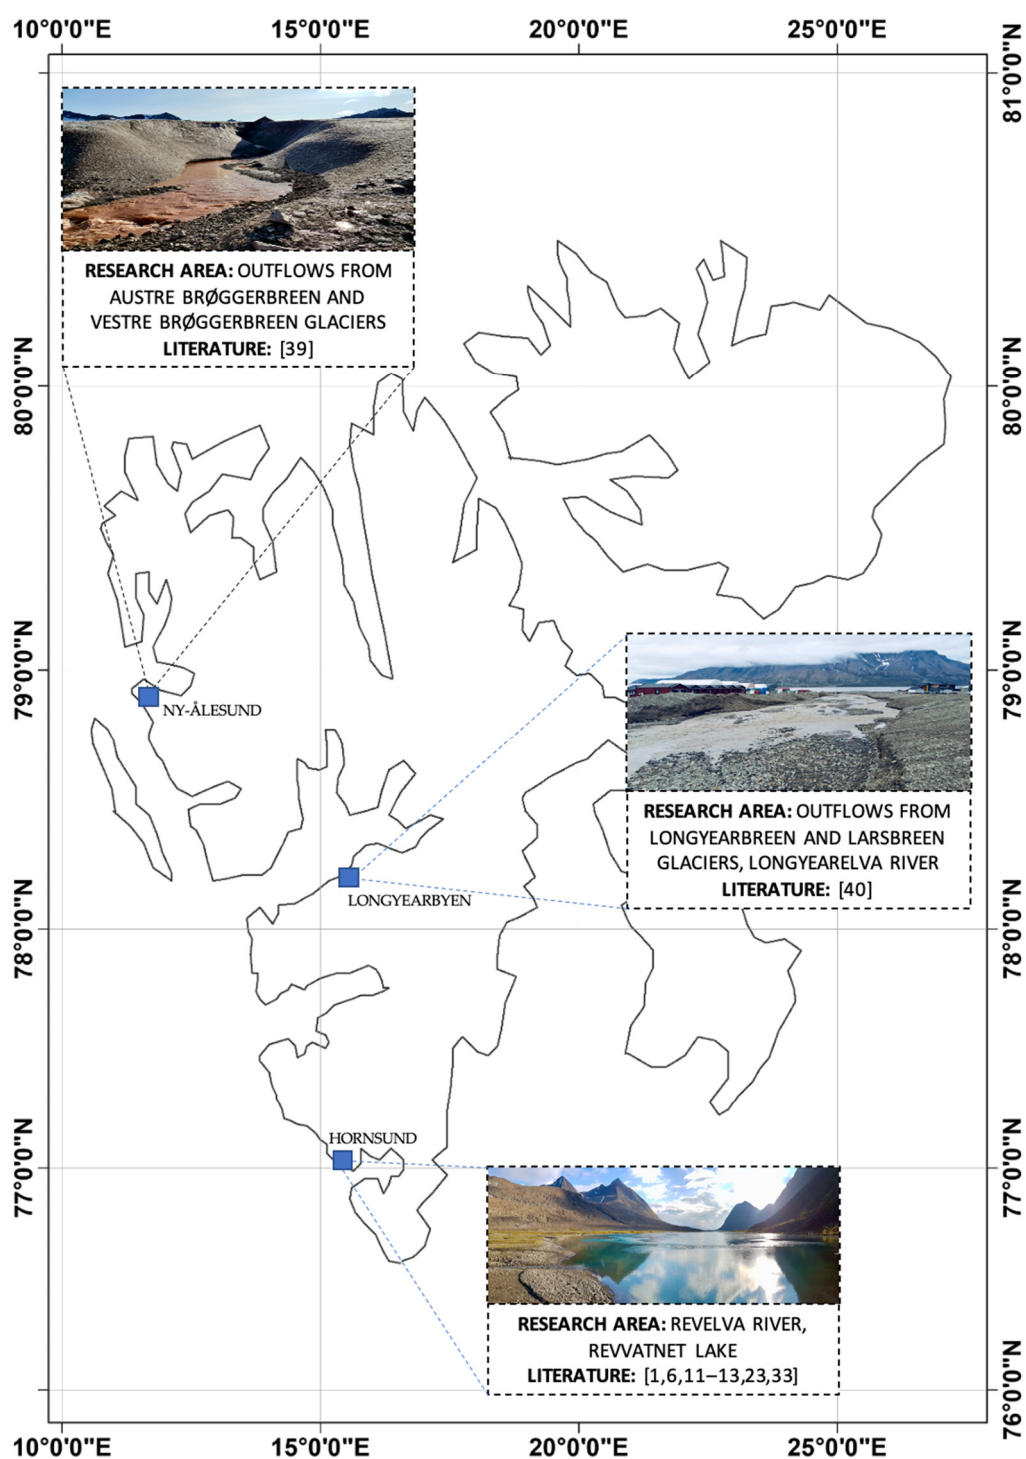 10°0'0"E 15°0'0"E 20°0'0"E 25°0'0"E
81°0'0"N
RESEARCH AREA: OUTFLOWS FROM
AUSTRE BRØGGERBREEN AND
VESTRE BRØGGERBREEN GLACIERS
LITERATURE: [39]
80°0'0"N 80°0'0"N
79°0'0"N 79°0'0"N
NY-ÅLESUND
RESEARCH AREA: OUTFLOWS FROM
LONGYEARBREEN AND LARSBREEN
GLACIERS, LONGYEARELVA RIVER
LITERATURE: [40]
LONGYEARBYEN
78°0'0"N 78°0'0"N
HORNSUND
77°0'0"N 77°0'0"N
RESEARCH AREA: REVELVA RIVER,
REVVATNET LAKE
LITERATURE: [1,6,11–13,23,33]
76°0'0"N
10°0'0"E 15°0'0"E 20°0'0"E 25°0'0"E